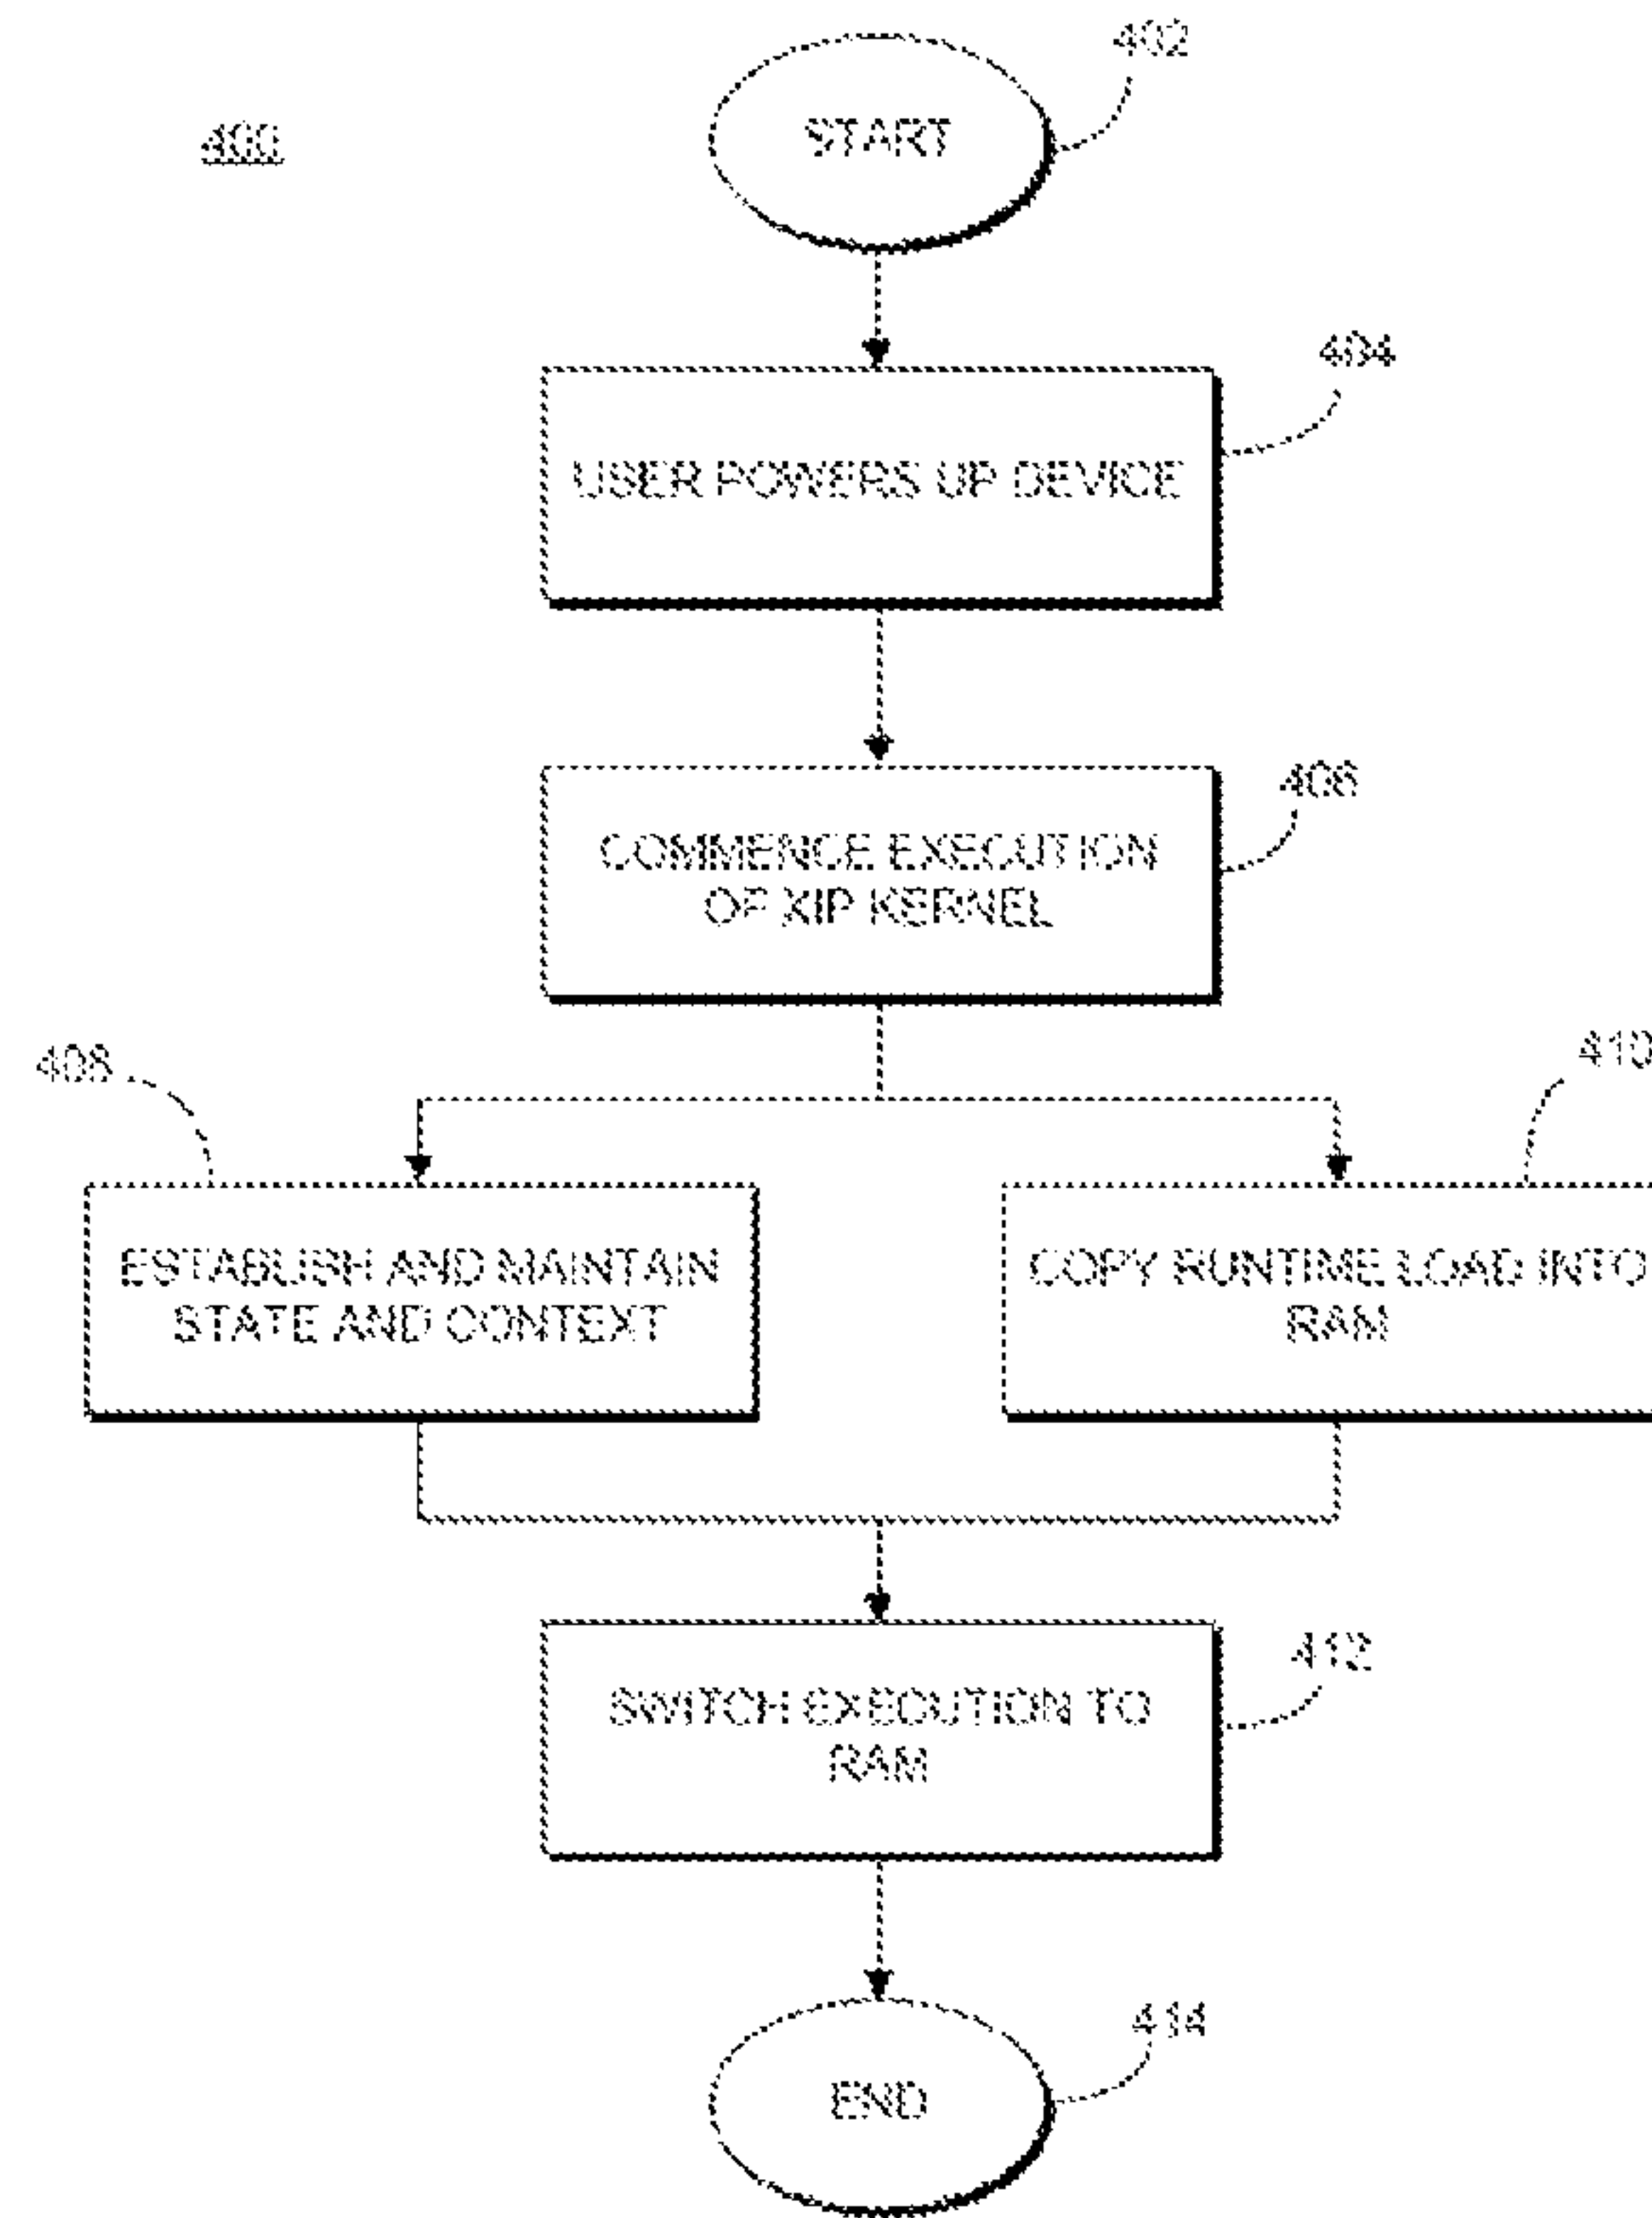 402
400
START
404
USER POWERS UP DEVICE
406
COMMENCE EXECUTION
OF XIP KERNEL
408
410
ESTABLISH AND MAINTAIN
STATE AND CONTEXT
COPY RUNTIME LOAD INTO
RAM
412
SWITCH EXECUTION TO
RAM
414
END